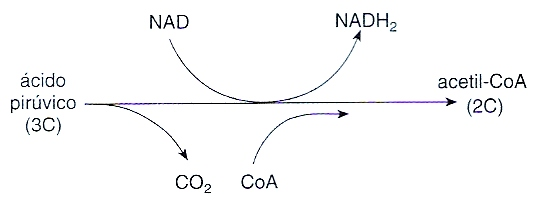 NAD
NADH₂
ácido
pirúvico
(3C)
acetil-CoA
(2C)
CO₂
CoA